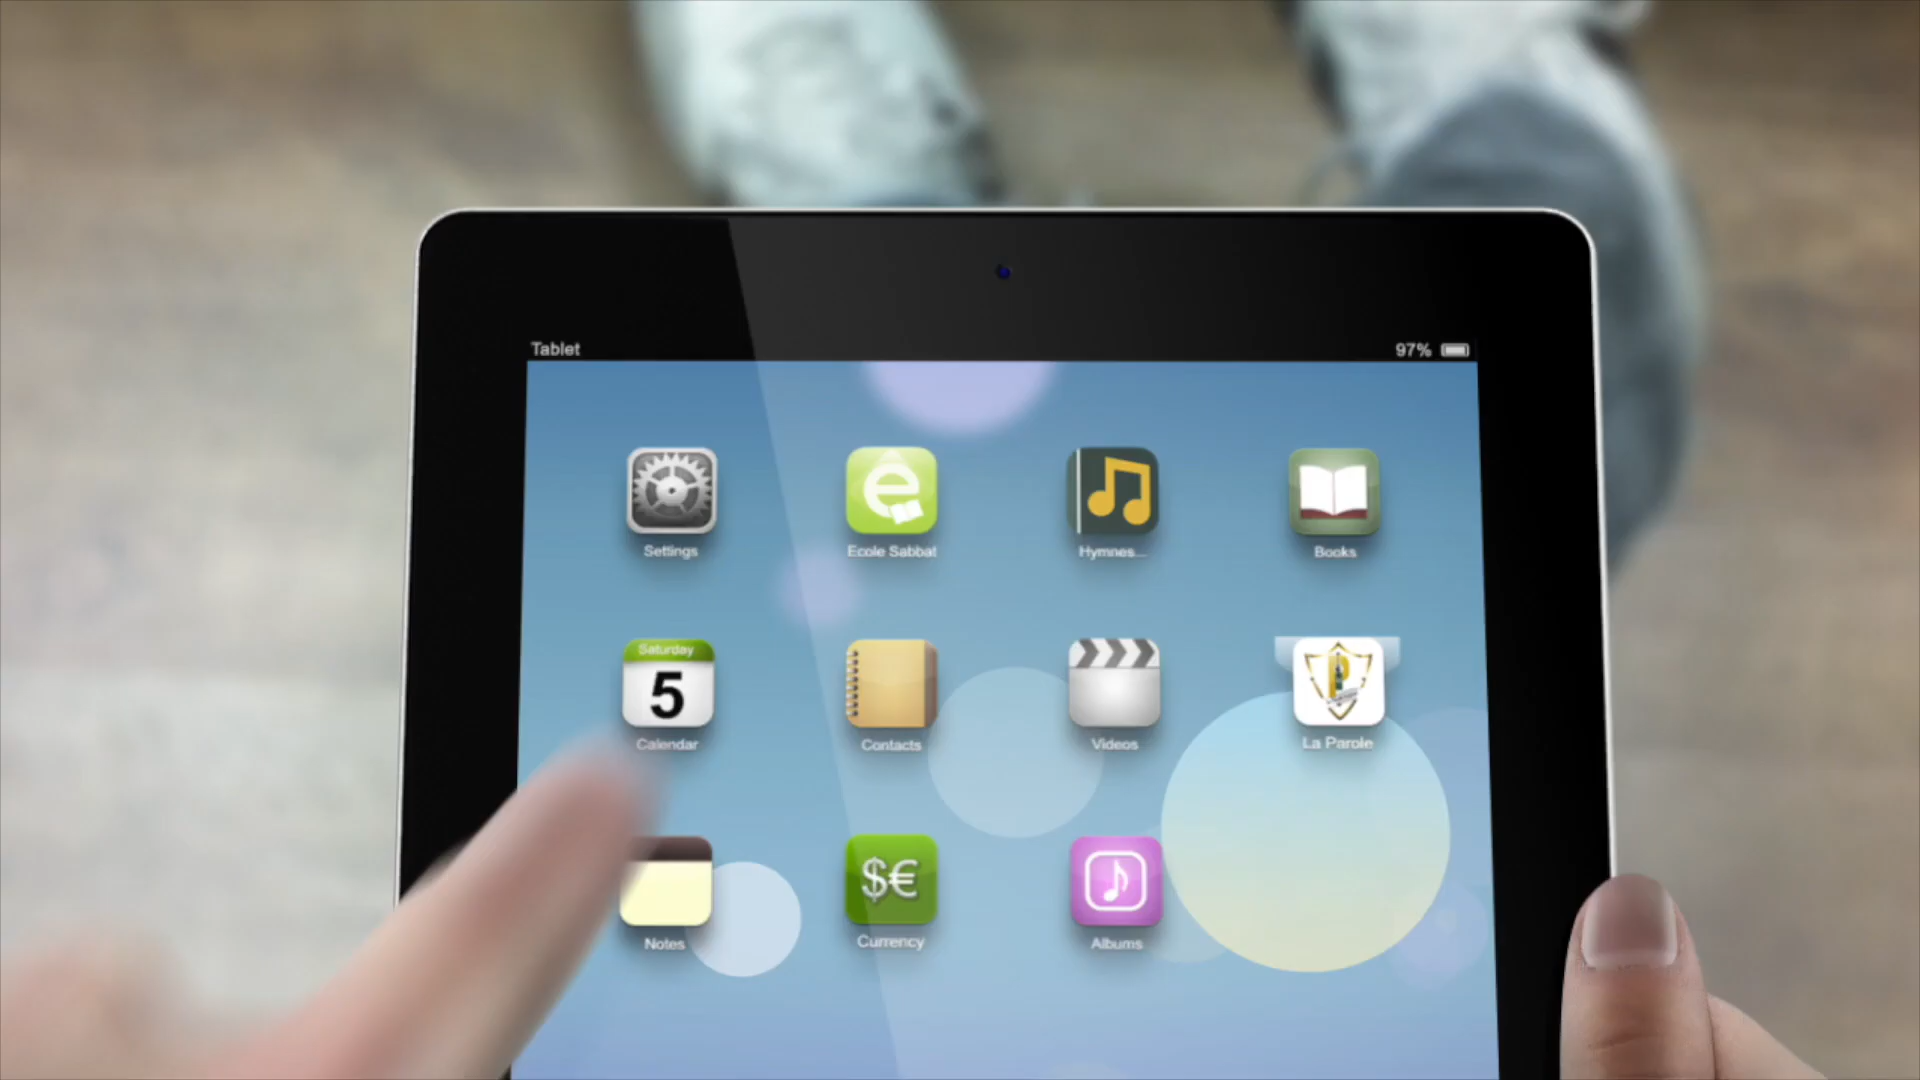 Tablet 97%
Settings
Ecole Sabbat
Hymnes...
Books
Saturday
5
Calendar
Contacts
Videos
La Parole
Notes
$€
Currency
Albums